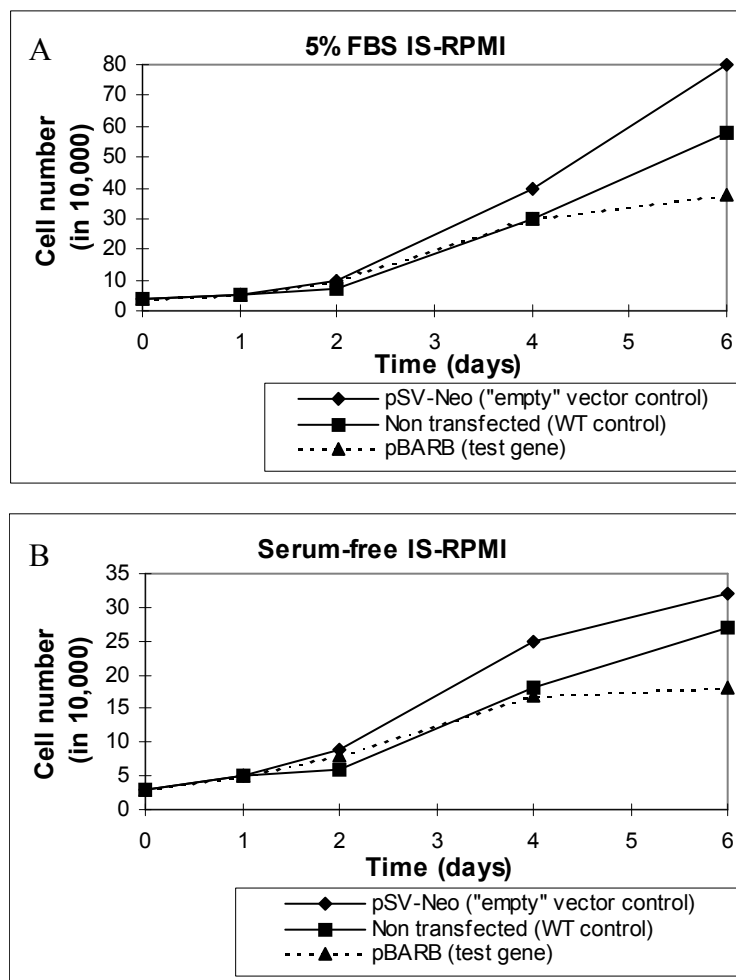 A
5% FBS IS-RPMI
80
70
60
50
40
30
20
10
0
Cell number
(in 10,000)
0 1 2 3 4 5 6
Time (days)
pSV-Neo ("empty" vector control)
Non transfected (WT control)
pBARB (test gene)
B
Serum-free IS-RPMI
35
30
25
20
15
10
5
0
Cell number
(in 10,000)
0 1 2 3 4 5 6
Time (days)
pSV-Neo ("empty" vector control)
Non transfected (WT control)
pBARB (test gene)